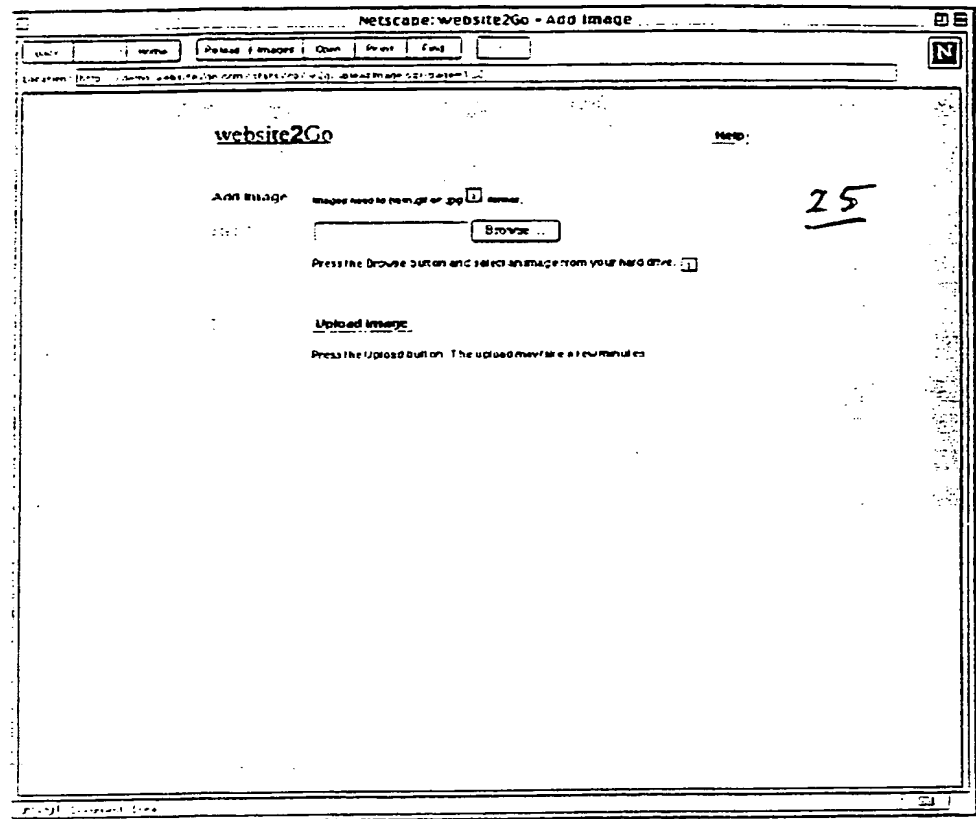 Netscape: website2Go - Add Image
Back Home Reload Images Open Print Find
Location:
website2Go Help
Add Image Images need to be in .gif or .jpg format.
25
Browse...
Press the Browse button and select an image from your hard drive.
Upload Image
Press the Upload button. The upload may take a few minutes